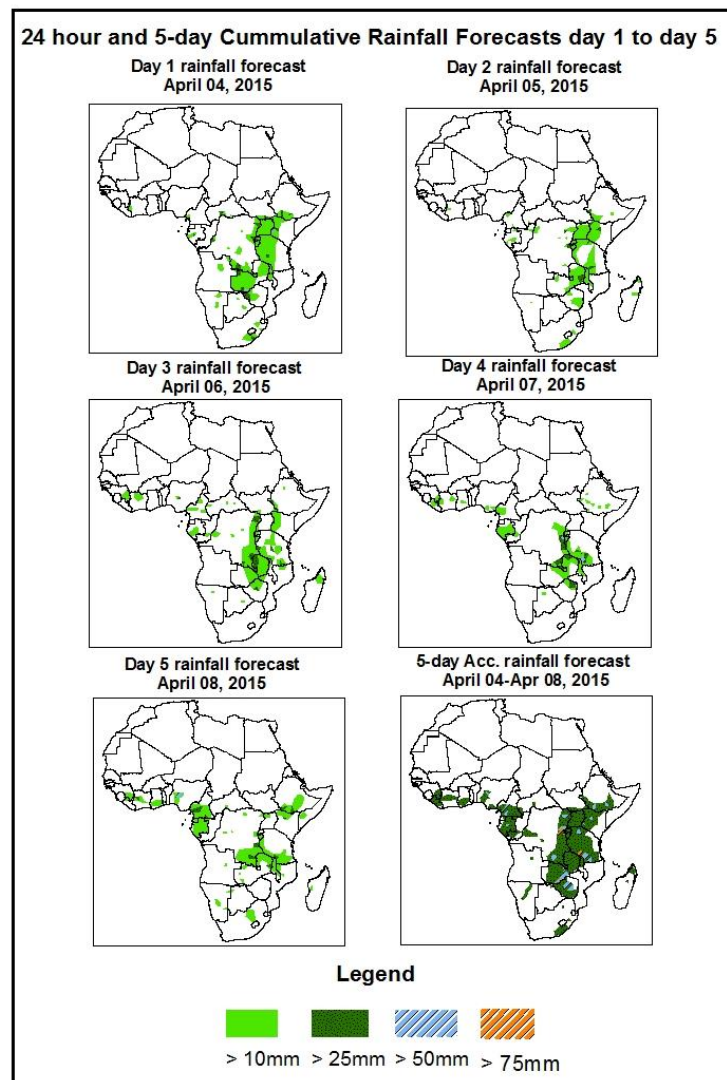 24 hour and 5-day Cummulative Rainfall Forecasts day 1 to day 5
Day 1 rainfall forecast
April 04, 2015
Day 2 rainfall forecast
April 05, 2015
Day 3 rainfall forecast
April 06, 2015
Day 4 rainfall forecast
April 07, 2015
Day 5 rainfall forecast
April 08, 2015
5-day Acc. rainfall forecast
April 04-Apr 08, 2015
Legend
> 10mm > 25mm > 50mm > 75mm